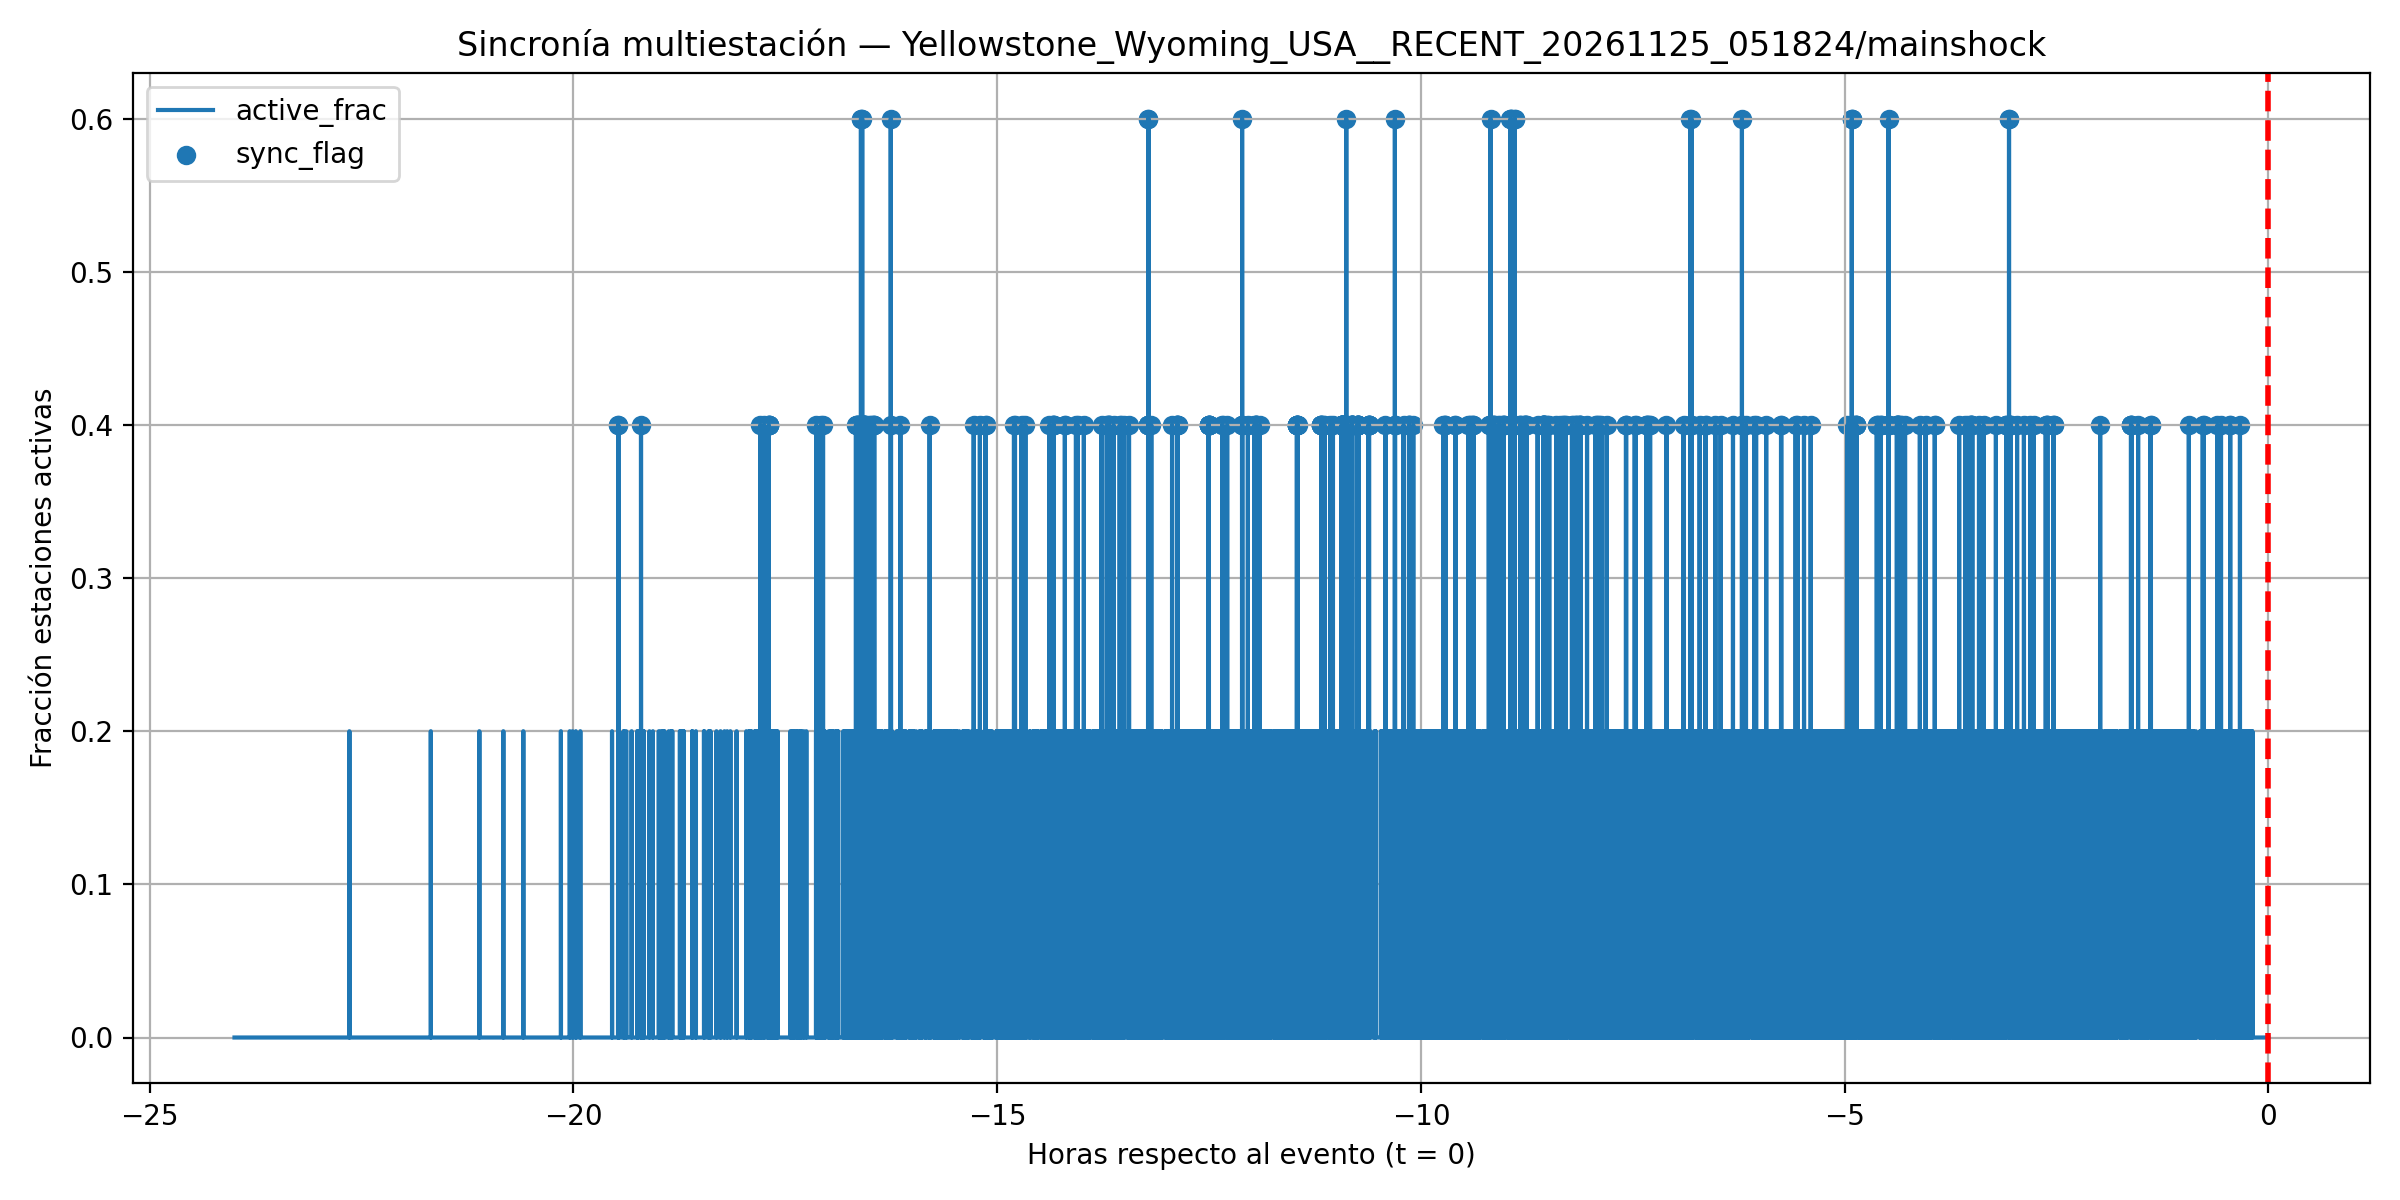 Sincronía multiestación — Yellowstone_Wyoming_USA__RECENT_20261125_051824/mainshock
active_frac
sync_flag
Fracción estaciones activas
0.6
0.5
0.4
0.3
0.2
0.1
0.0
−25 −20 −15 −10 −5 0
Horas respecto al evento (t = 0)